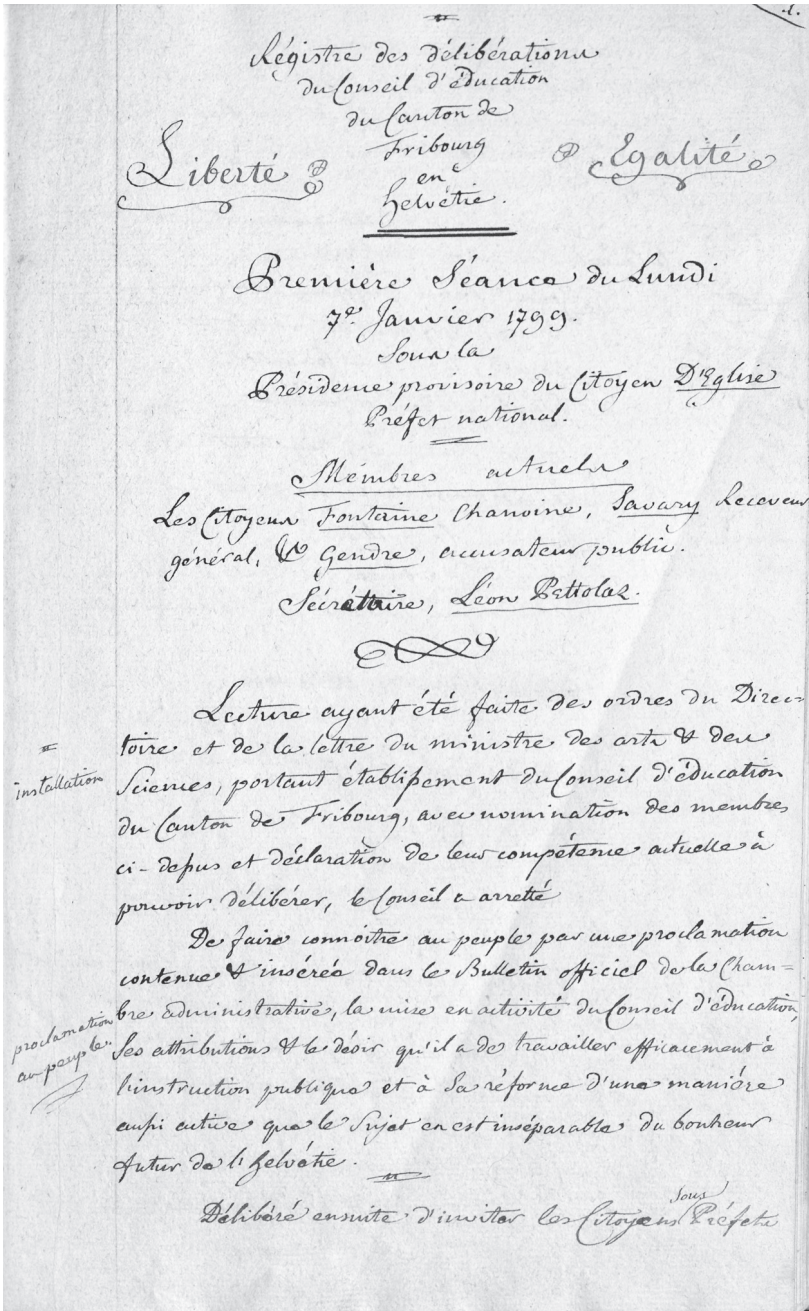 1.
Régistre des délibérations
du Conseil d'éducation
du Canton de
Fribourg
Liberté
Egalité
en
Helvétie.
Première Séance du Lundi
7e. Janvier 1799.
Sous la
Présidence provisoire du Citoyen D'Eglise
Préfet national.
Mémbres actuels
Les Citoyens Fontaine Chanoine, Savary Receveur
général, & Gendre, accusateur public.
Sécrétaire, Léon Pettolaz.
Lecture ayant été faite des ordres du Direc=
toire et de la lettre du ministre des arts & des
installation
Sciences, portant établissement du Conseil d'éducation
du Canton de Fribourg, avec nomination des membres
ci-dessus et déclaration de leur compétence actuelle à
pouvoir délibérer, le Conseil a arretté
De faire connoître au peuple par une proclamation
contenue & insérée dans le Bulletin officiel de la Cham=
bre administrative, la mise en activité du Conseil d'éducation,
proclamation
au peuple.
Ses attributions & le désir qu'il a de travailler efficacement à
l'instruction publique et à Sa réforme d'une maniére
aussi active que le Sujet en est inséparable du bonheur
futur de l'helvétie.
Délibéré ensuite d'inviter les Citoyens Sous Préfets